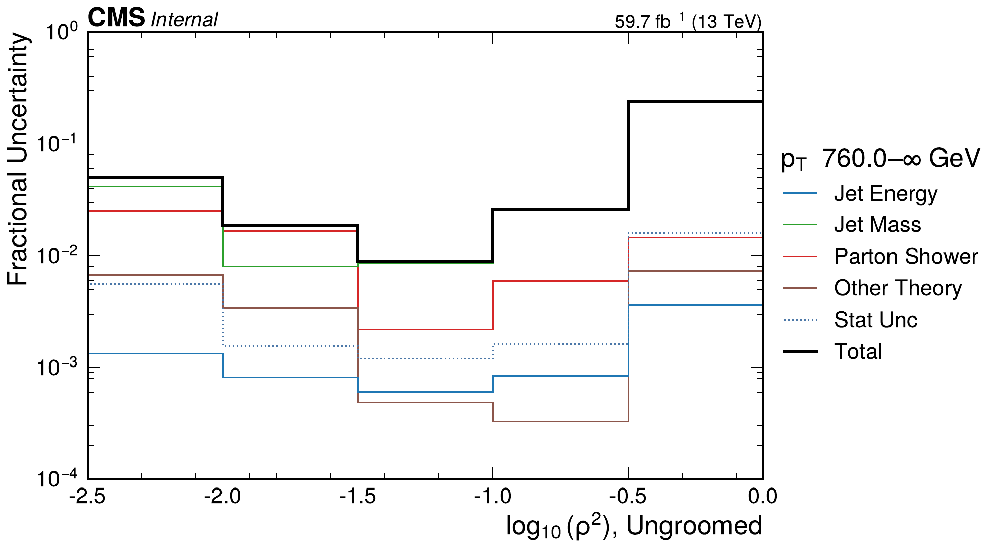 CMS Internal
59.7 fb⁻¹ (13 TeV)
Fractional Uncertainty
10⁰
10⁻¹
10⁻²
10⁻³
10⁻⁴
-2.5 -2.0 -1.5 -1.0 -0.5 0.0
log₁₀ (ρ²), Ungroomed
p_T 760.0–∞ GeV
Jet Energy
Jet Mass
Parton Shower
Other Theory
Stat Unc
Total